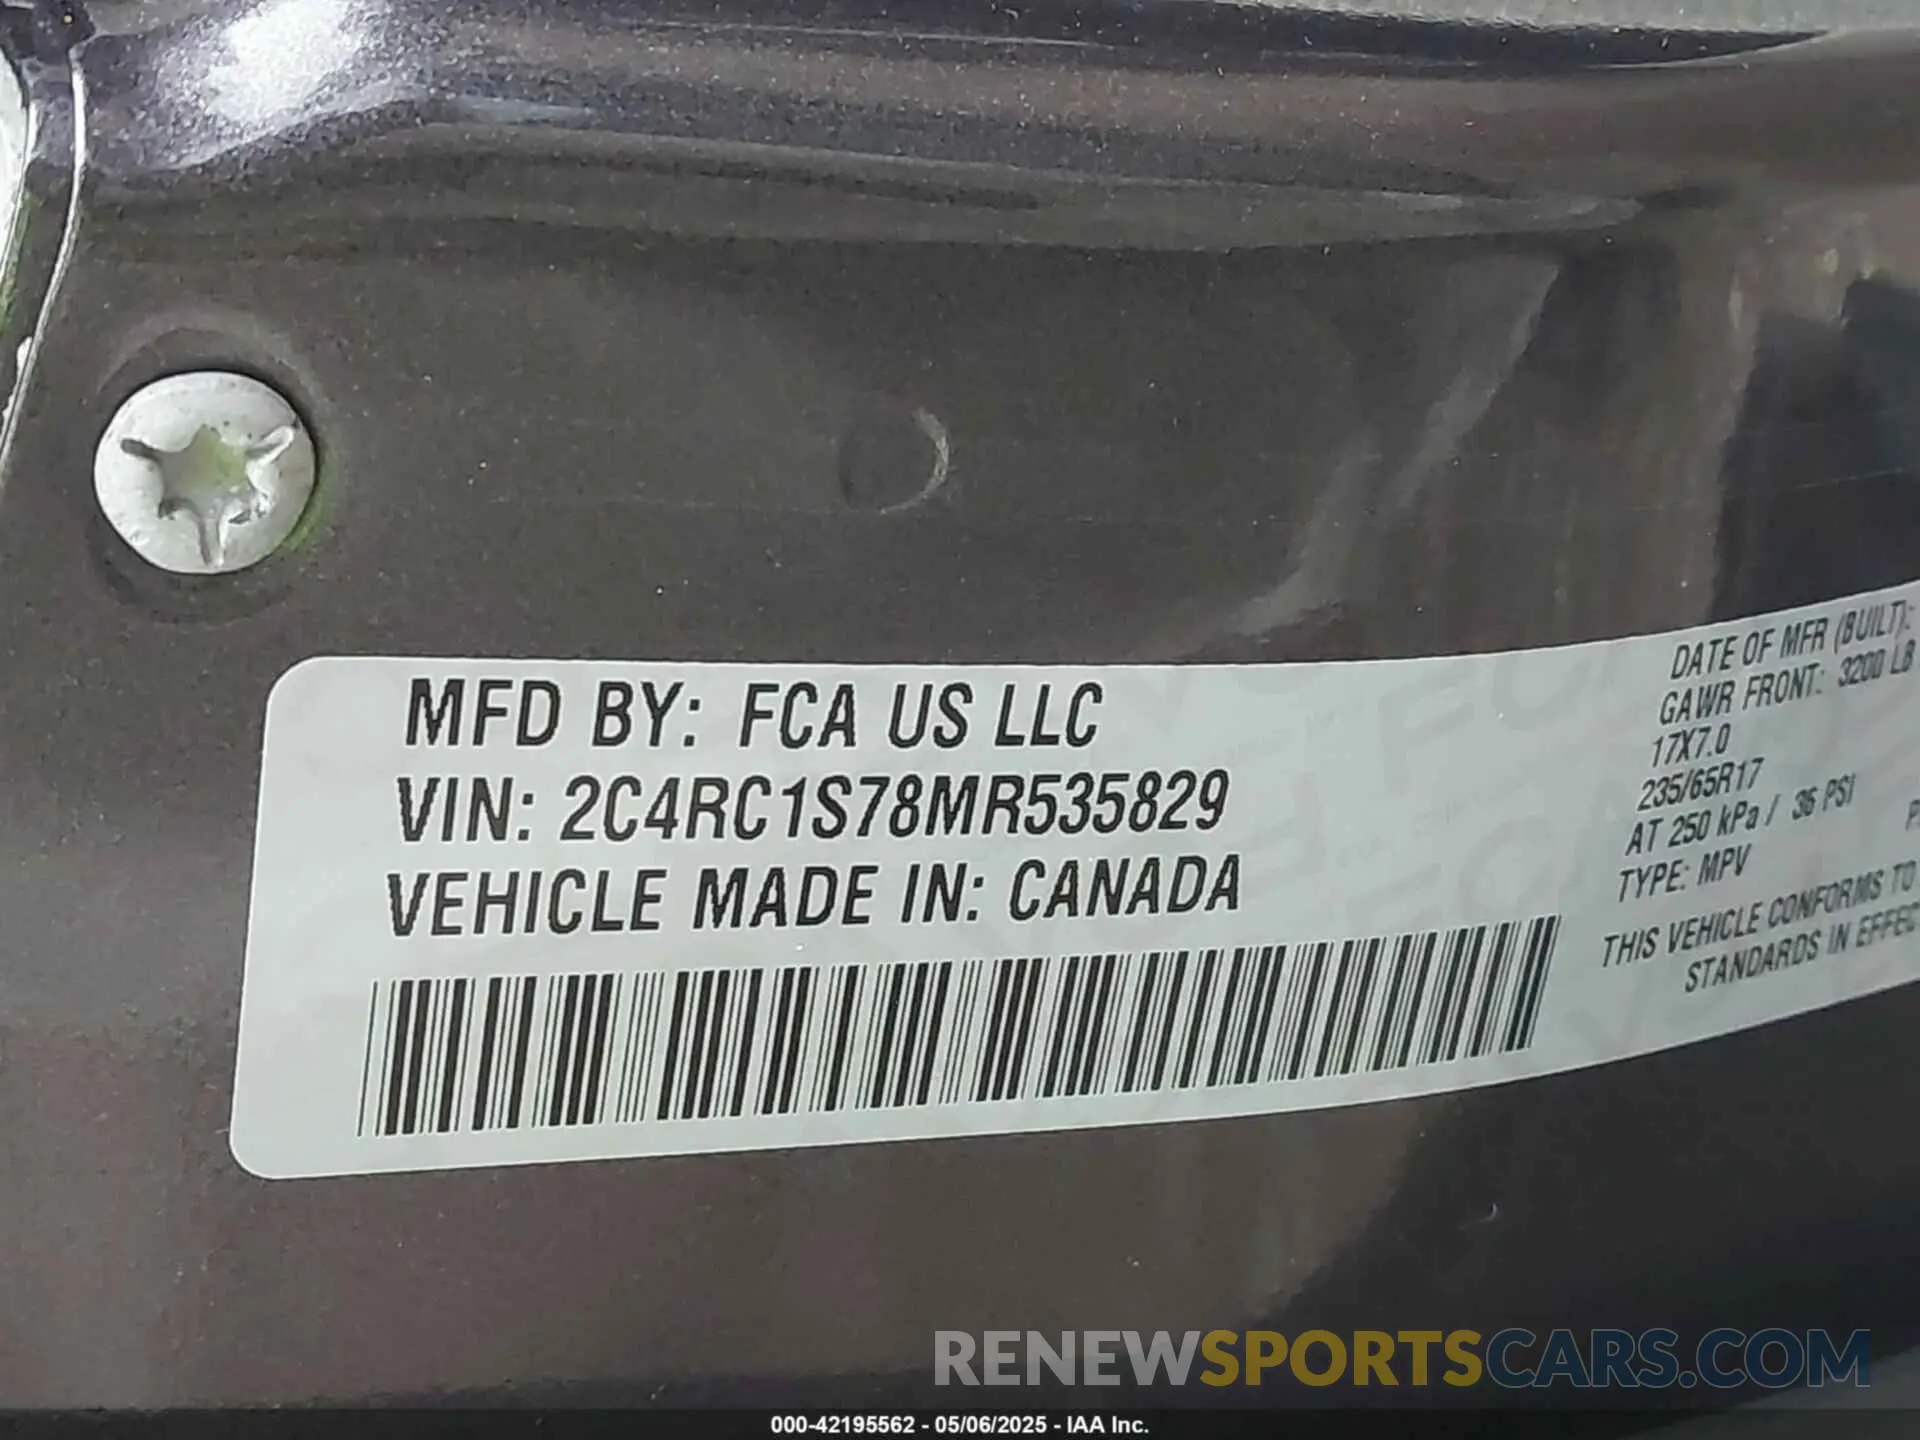 MFD BY: FCA US LLC
VIN: 2C4RC1S78MR535829
VEHICLE MADE IN: CANADA
DATE OF MFR (BUILT):
GAWR FRONT: 3200 LB
17X7.0
235/65R17
AT 250 kPa / 36 PSI
TYPE: MPV
THIS VEHICLE CONFORMS TO
STANDARDS IN EFFECT
RENEWSPORTSCARS.COM
000-42195562 - 05/06/2025 - IAA Inc.